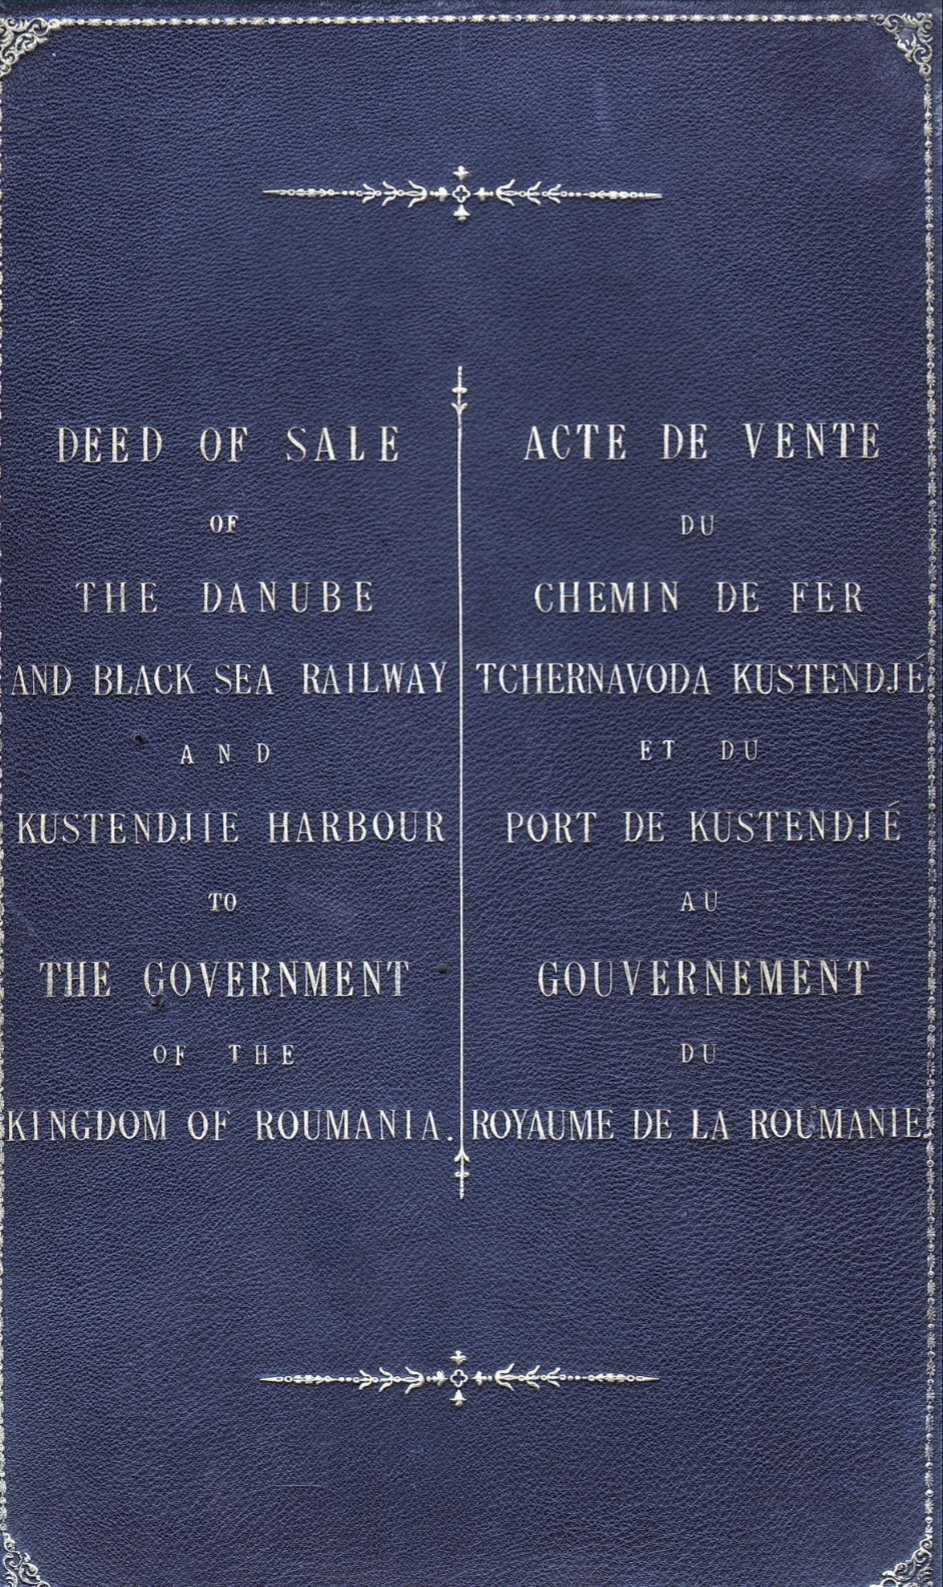 DEED OF SALE
OF
THE DANUBE
AND BLACK SEA RAILWAY
AND
KUSTENDJIE HARBOUR
TO
THE GOVERNMENT
OF THE
KINGDOM OF ROUMANIA.
ACTE DE VENTE
DU
CHEMIN DE FER
TCHERNAVODA KUSTENDJÉ
ET DU
PORT DE KUSTENDJÉ
AU
GOUVERNEMENT
DU
ROYAUME DE LA ROUMANIE.